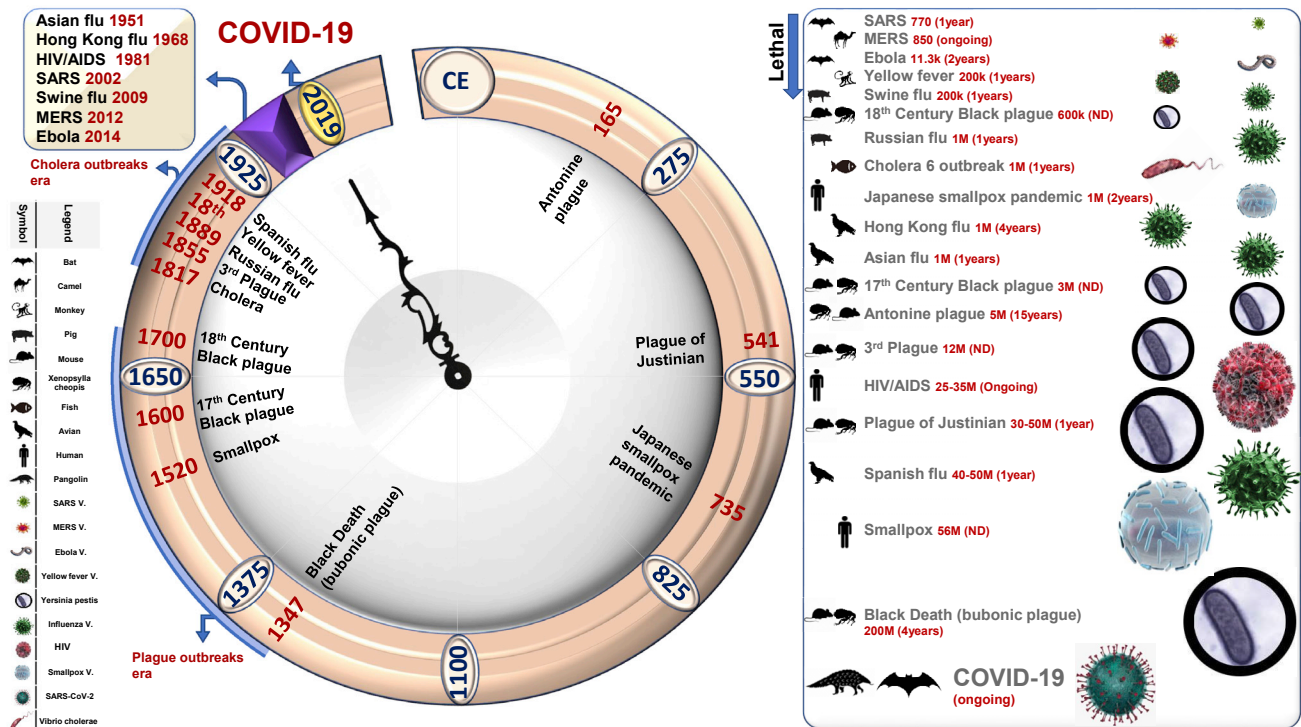 Asian flu 1951
Hong Kong flu 1968
HIV/AIDS 1981
SARS 2002
Swine flu 2009
MERS 2012
Ebola 2014
COVID-19
Cholera outbreaks
era
Symbol
Legend
Bat
Camel
Monkey
Pig
Mouse
Xenopsylla
cheopis
Fish
Avian
Human
Pangolin
SARS V.
MERS V.
Ebola V.
Yellow fever V.
Yersinia pestis
Influenza V.
HIV
Smallpox V.
SARS-CoV-2
Vibrio cholerae
CE
165
Antonine
plague
275
541
Plague of
Justinian
550
735
Japanese
smallpox
pandemic
825
1100
1347
Black Death
(bubonic plague)
1375
Plague outbreaks
era
1520
Smallpox
1600
17th Century
Black plague
1650
1700
18th Century
Black plague
1817
Cholera
1855
3rd Plague
1889
Russian flu
18th
Yellow fever
1918
Spanish flu
1925
2019
Lethal
SARS 770 (1year)
MERS 850 (ongoing)
Ebola 11.3k (2years)
Yellow fever 200k (1years)
Swine flu 200k (1years)
18th Century Black plague 600k (ND)
Russian flu 1M (1years)
Cholera 6 outbreak 1M (1years)
Japanese smallpox pandemic 1M (2years)
Hong Kong flu 1M (4years)
Asian flu 1M (1years)
17th Century Black plague 3M (ND)
Antonine plague 5M (15years)
3rd Plague 12M (ND)
HIV/AIDS 25-35M (Ongoing)
Plague of Justinian 30-50M (1year)
Spanish flu 40-50M (1year)
Smallpox 56M (ND)
Black Death (bubonic plague)
200M (4years)
COVID-19
(ongoing)